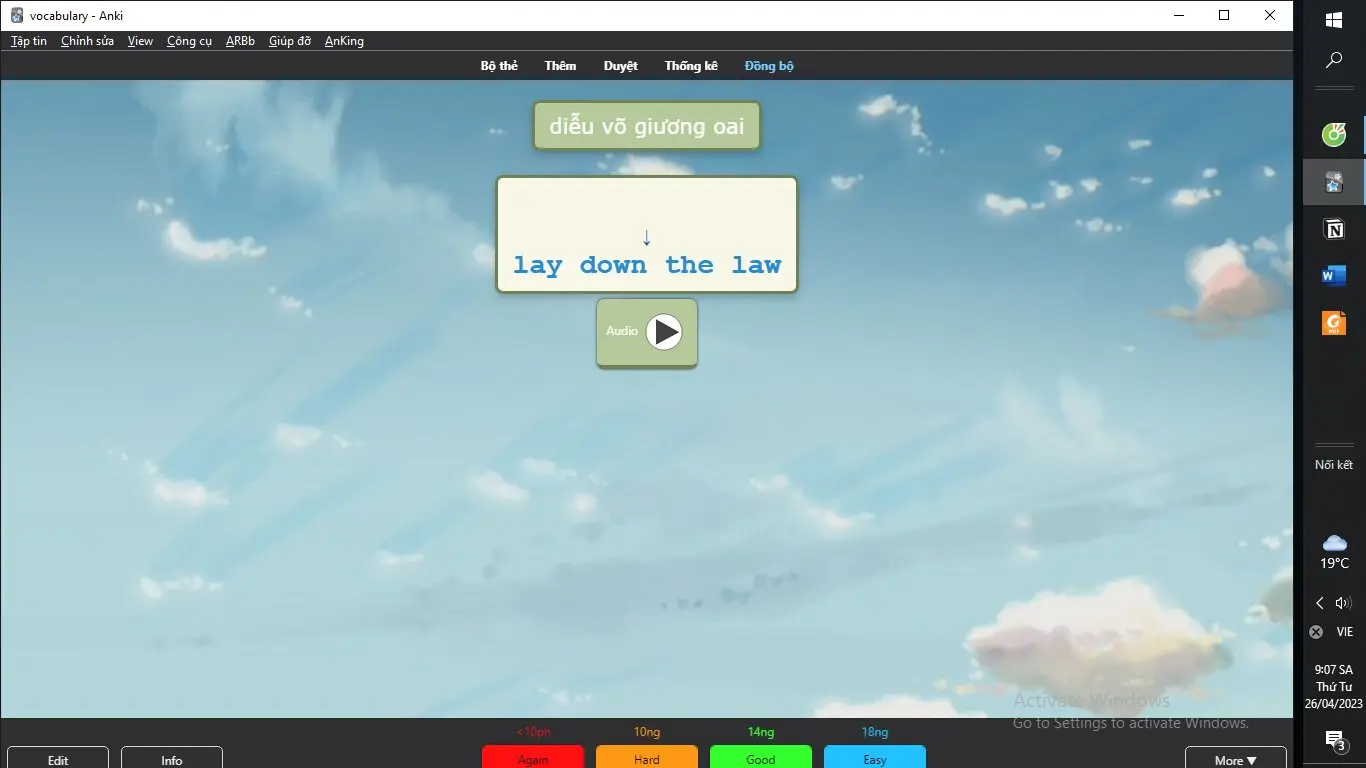 vocabulary - Anki
Tập tin Chỉnh sửa View Công cụ ARBb Giúp đỡ AnKing
Bộ thẻ Thêm Duyệt Thống kê Đồng bộ
diễu võ giương oai
↓
lay down the law
Audio
Nối kết
19°C
VIE
9:07 SA
Thứ Tư
26/04/2023
Activate Windows
Go to Settings to activate Windows.
<10ph 10ng 14ng 18ng
Edit Info Again Hard Good Easy More ▼
3